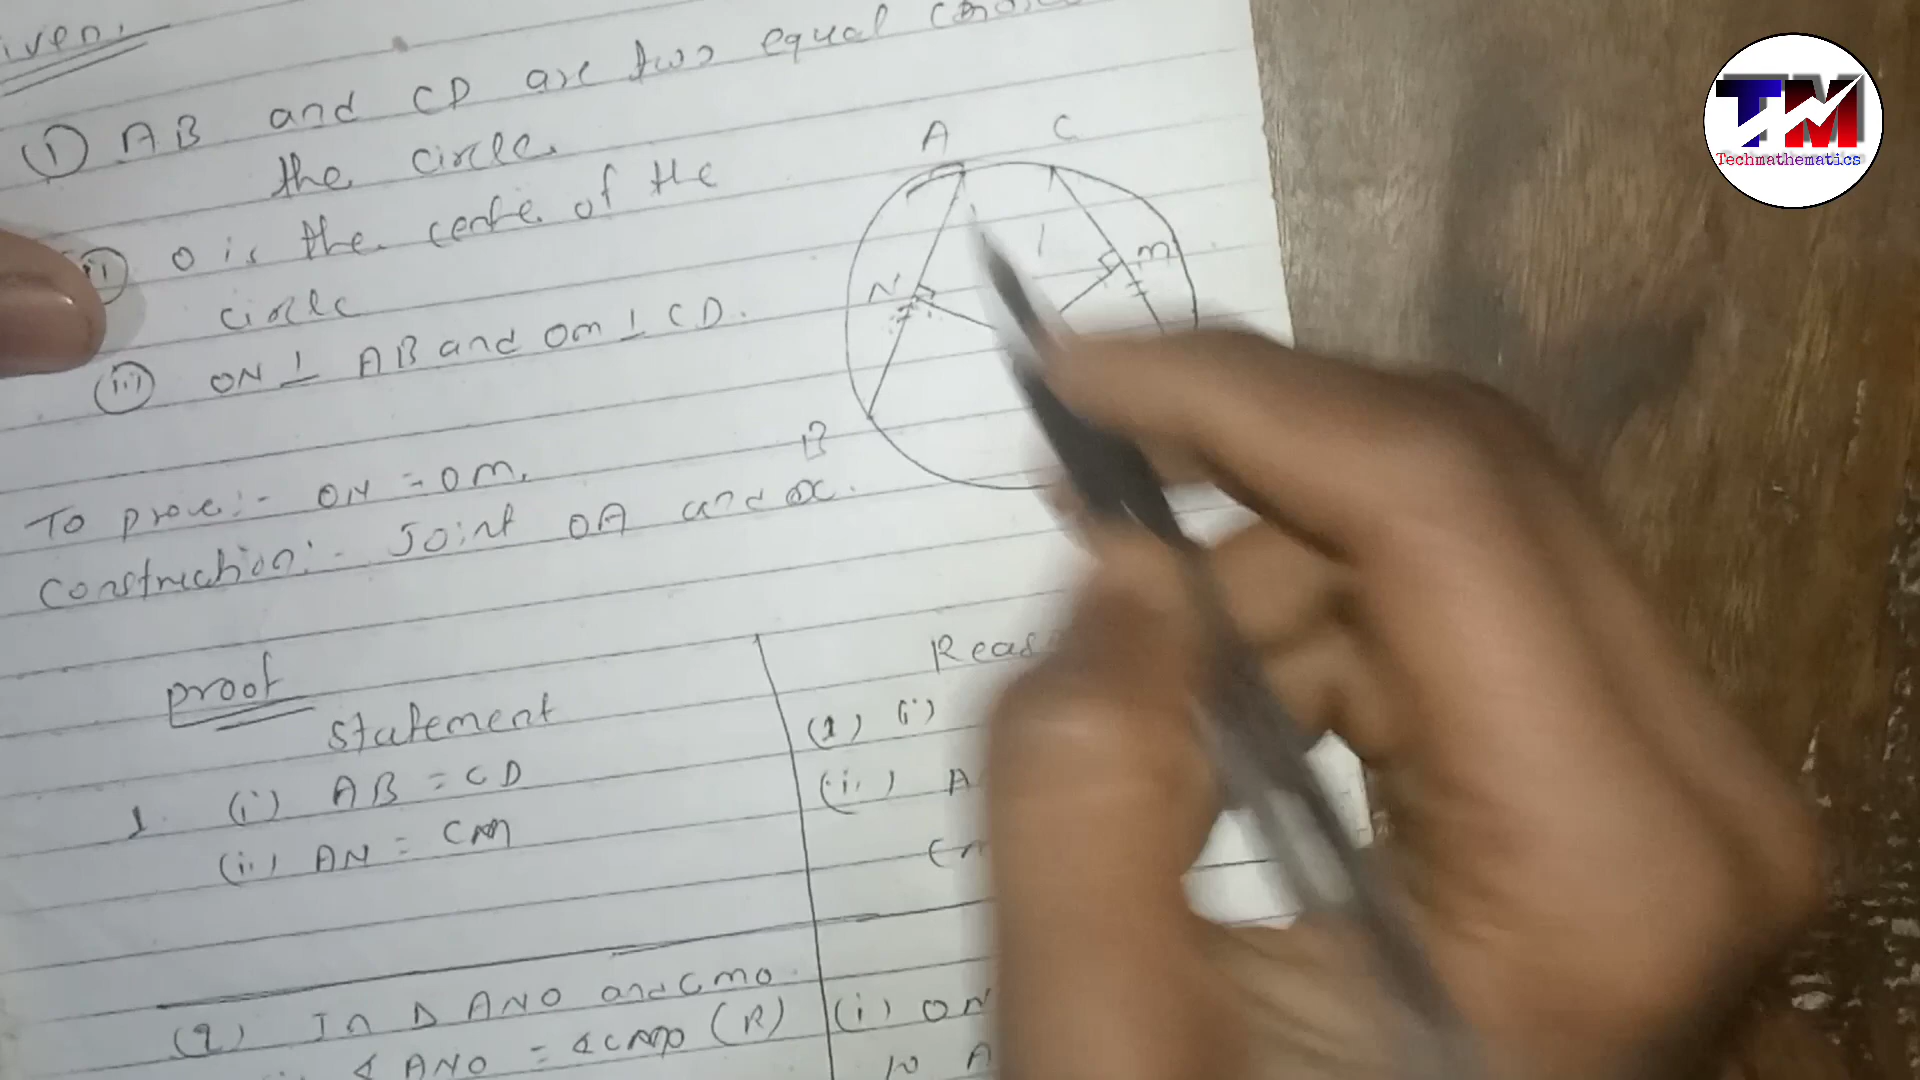 iven:
(i) AB and CD are two equal
the circle.
(ii) O is the centre of the
circle
(iii) ON ⊥ AB and OM ⊥ CD.
To prove:- ON = OM.
Construction:- Joint OA and OC.
A
C
N
M
B
Proof
Statement
Reas
1. (i) AB = CD
(1) (i)
(ii) AN = CM
(ii) A
(2) In Δ ANO and CMO
∡ ANO = ∡CMO (R)
(i) ON
TM
Techmathematics